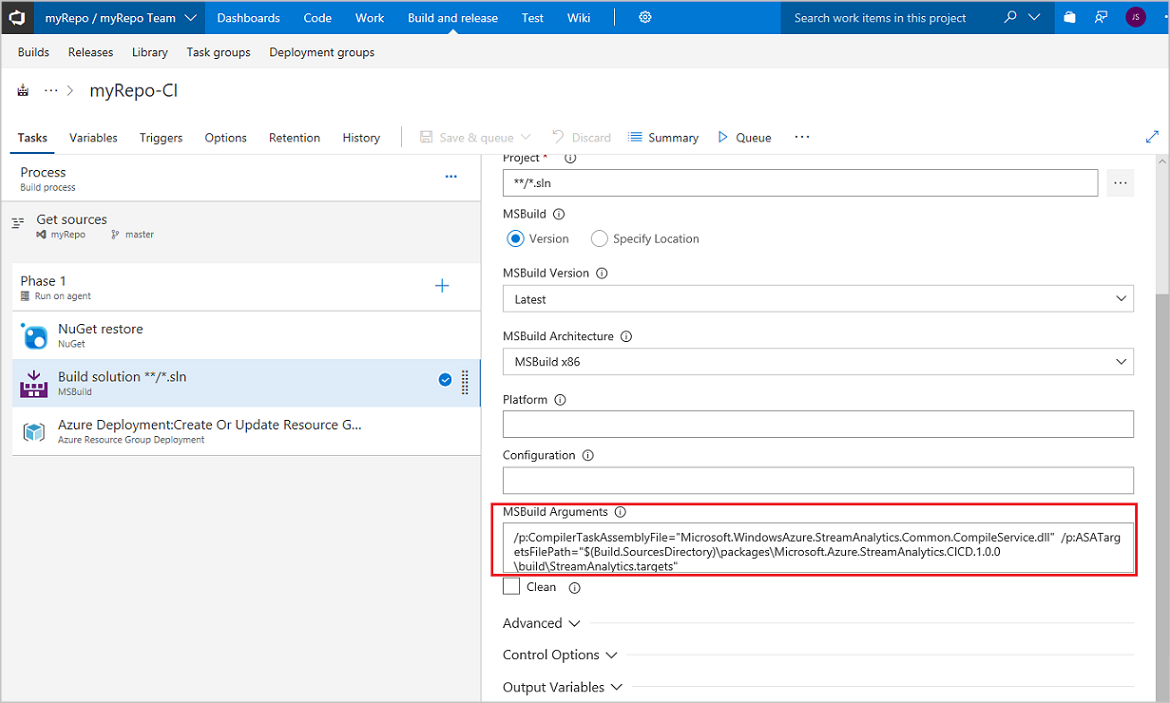 myRepo / myRepo Team Dashboards Code Work Build and release Test Wiki Search work items in this project JS
Builds Releases Library Task groups Deployment groups
... > myRepo-CI
Tasks Variables Triggers Options Retention History Save & queue Discard Summary Queue ...
Process
Build process
...
Get sources
myRepo master
Phase 1
Run on agent
NuGet restore
NuGet
Build solution **/*.sln
MSBuild
Azure Deployment:Create Or Update Resource G...
Azure Resource Group Deployment
Project *
**/*.sln
...
MSBuild
Version Specify Location
MSBuild Version
Latest
MSBuild Architecture
MSBuild x86
Platform
Configuration
MSBuild Arguments
/p:CompilerTaskAssemblyFile="Microsoft.WindowsAzure.StreamAnalytics.Common.CompileService.dll" /p:ASATarg
etsFilePath="$(Build.SourcesDirectory)\packages\Microsoft.Azure.StreamAnalytics.CICD.1.0.0
\build\StreamAnalytics.targets"
Clean
Advanced
Control Options
Output Variables